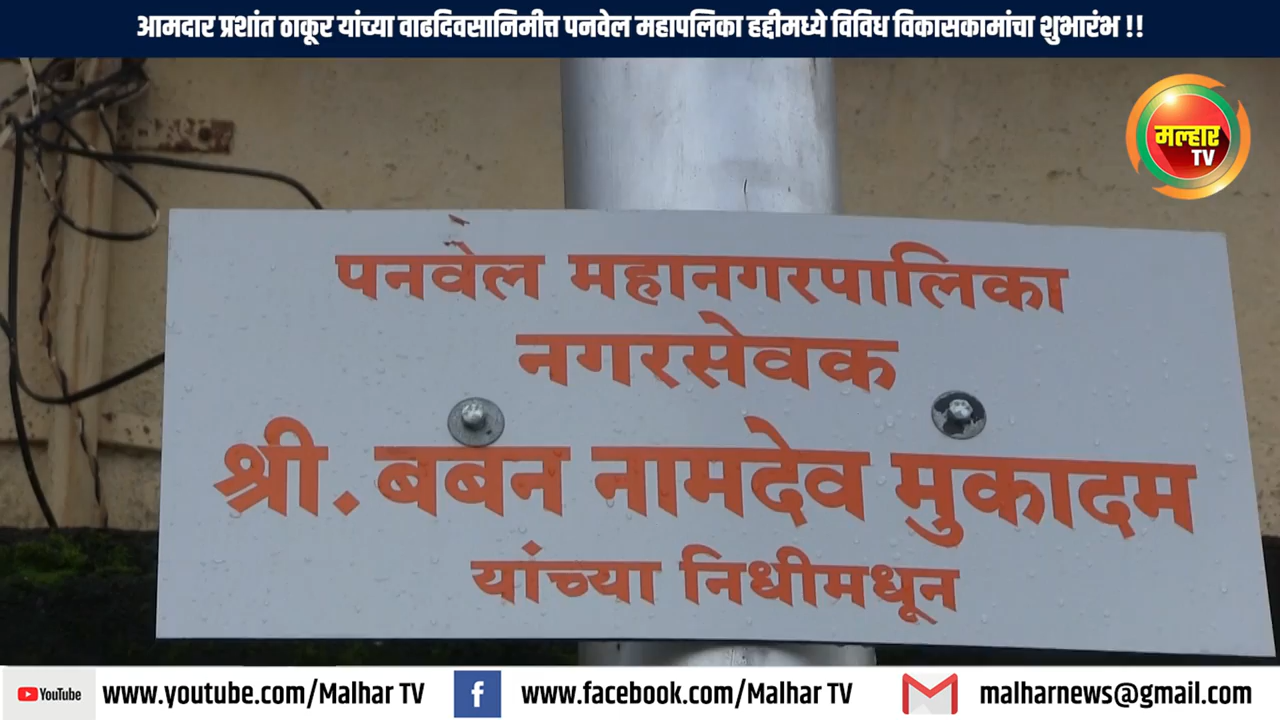 आमदार प्रशांत ठाकूर यांच्या वाढदिवसानिमीत्त पनवेल महापलिका हद्दीमध्ये विविध विकासकामांचा शुभारंभ !!
मल्हार
TV
पनवेल महानगरपालिका
नगरसेवक
श्री. बबन नामदेव मुकादम
यांच्या निधीमधून
YouTube www.youtube.com/Malhar TV f www.facebook.com/Malhar TV malharnews@gmail.com